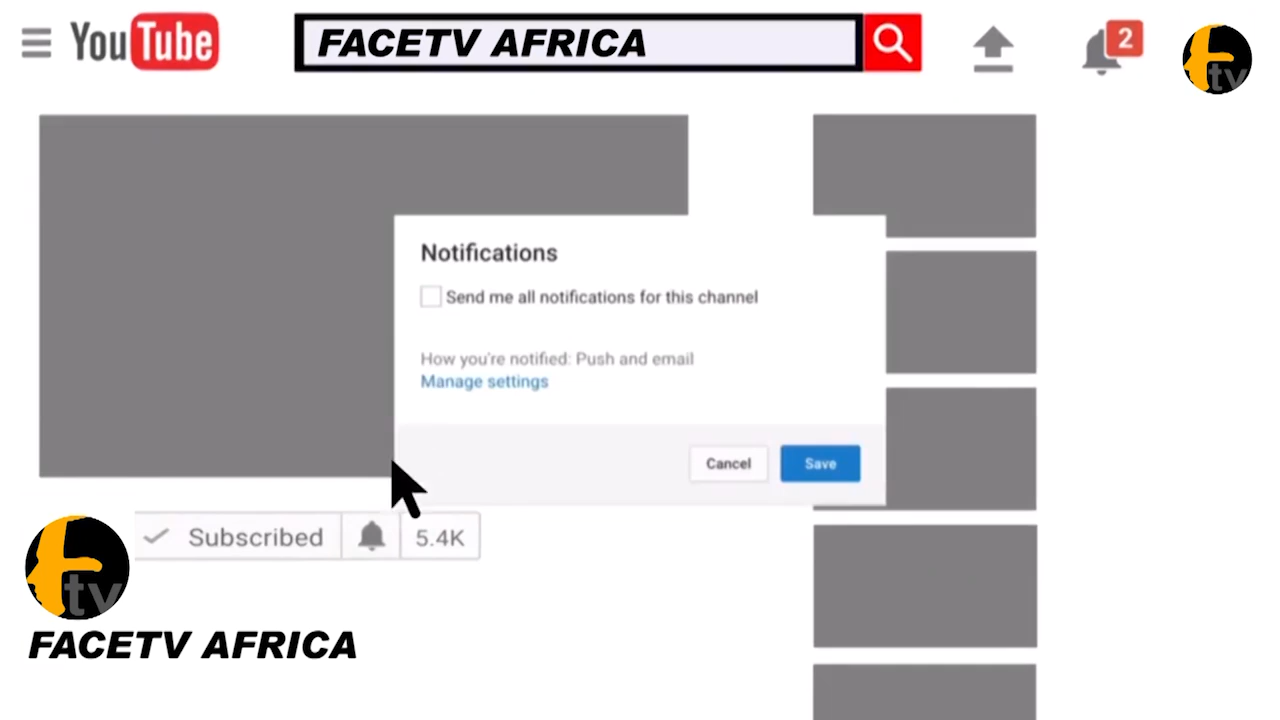 YouTube
FACETV AFRICA
2
tv
Notifications
Send me all notifications for this channel
How you're notified: Push and email
Manage settings
Cancel
Save
Subscribed
5.4K
tv
FACETV AFRICA